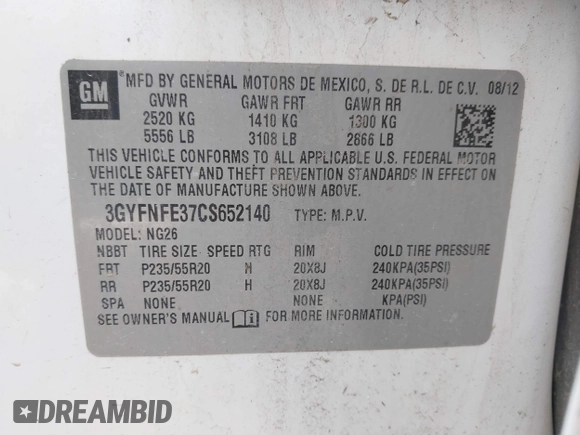 GM
MFD BY GENERAL MOTORS DE MEXICO, S. DE R.L. DE C.V. 08/12
GVWR GAWR FRT GAWR RR
2520 KG 1410 KG 1300 KG
5556 LB 3108 LB 2866 LB
THIS VEHICLE CONFORMS TO ALL APPLICABLE U.S. FEDERAL MOTOR
VEHICLE SAFETY AND THEFT PREVENTION STANDARDS IN EFFECT ON
THE DATE OF MANUFACTURE SHOWN ABOVE.
3GYFNFE37CS652140 TYPE: M.P.V.
MODEL: NG26
NBBT TIRE SIZE SPEED RTG RIM COLD TIRE PRESSURE
FRT P235/55R20 H 20X8J 240KPA(35PSI)
RR P235/55R20 H 20X8J 240KPA(35PSI)
SPA NONE NONE KPA(PSI)
SEE OWNER'S MANUAL FOR MORE INFORMATION.
DREAMBID